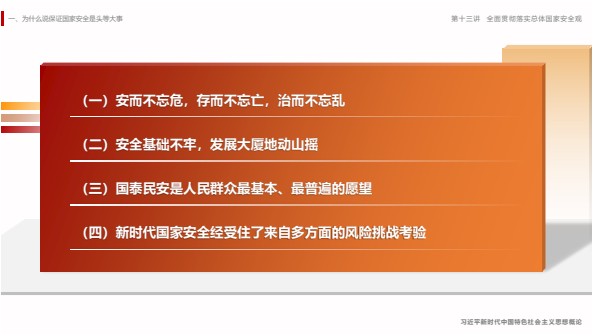 一、为什么说保证国家安全是头等大事
第十三讲 全面贯彻落实总体国家安全观
（一）安而不忘危，存而不忘亡，治而不忘乱
（二）安全基础不牢，发展大厦地动山摇
（三）国泰民安是人民群众最基本、最普遍的愿望
（四）新时代国家安全经受住了来自多方面的风险挑战考验
习近平新时代中国特色社会主义思想概论